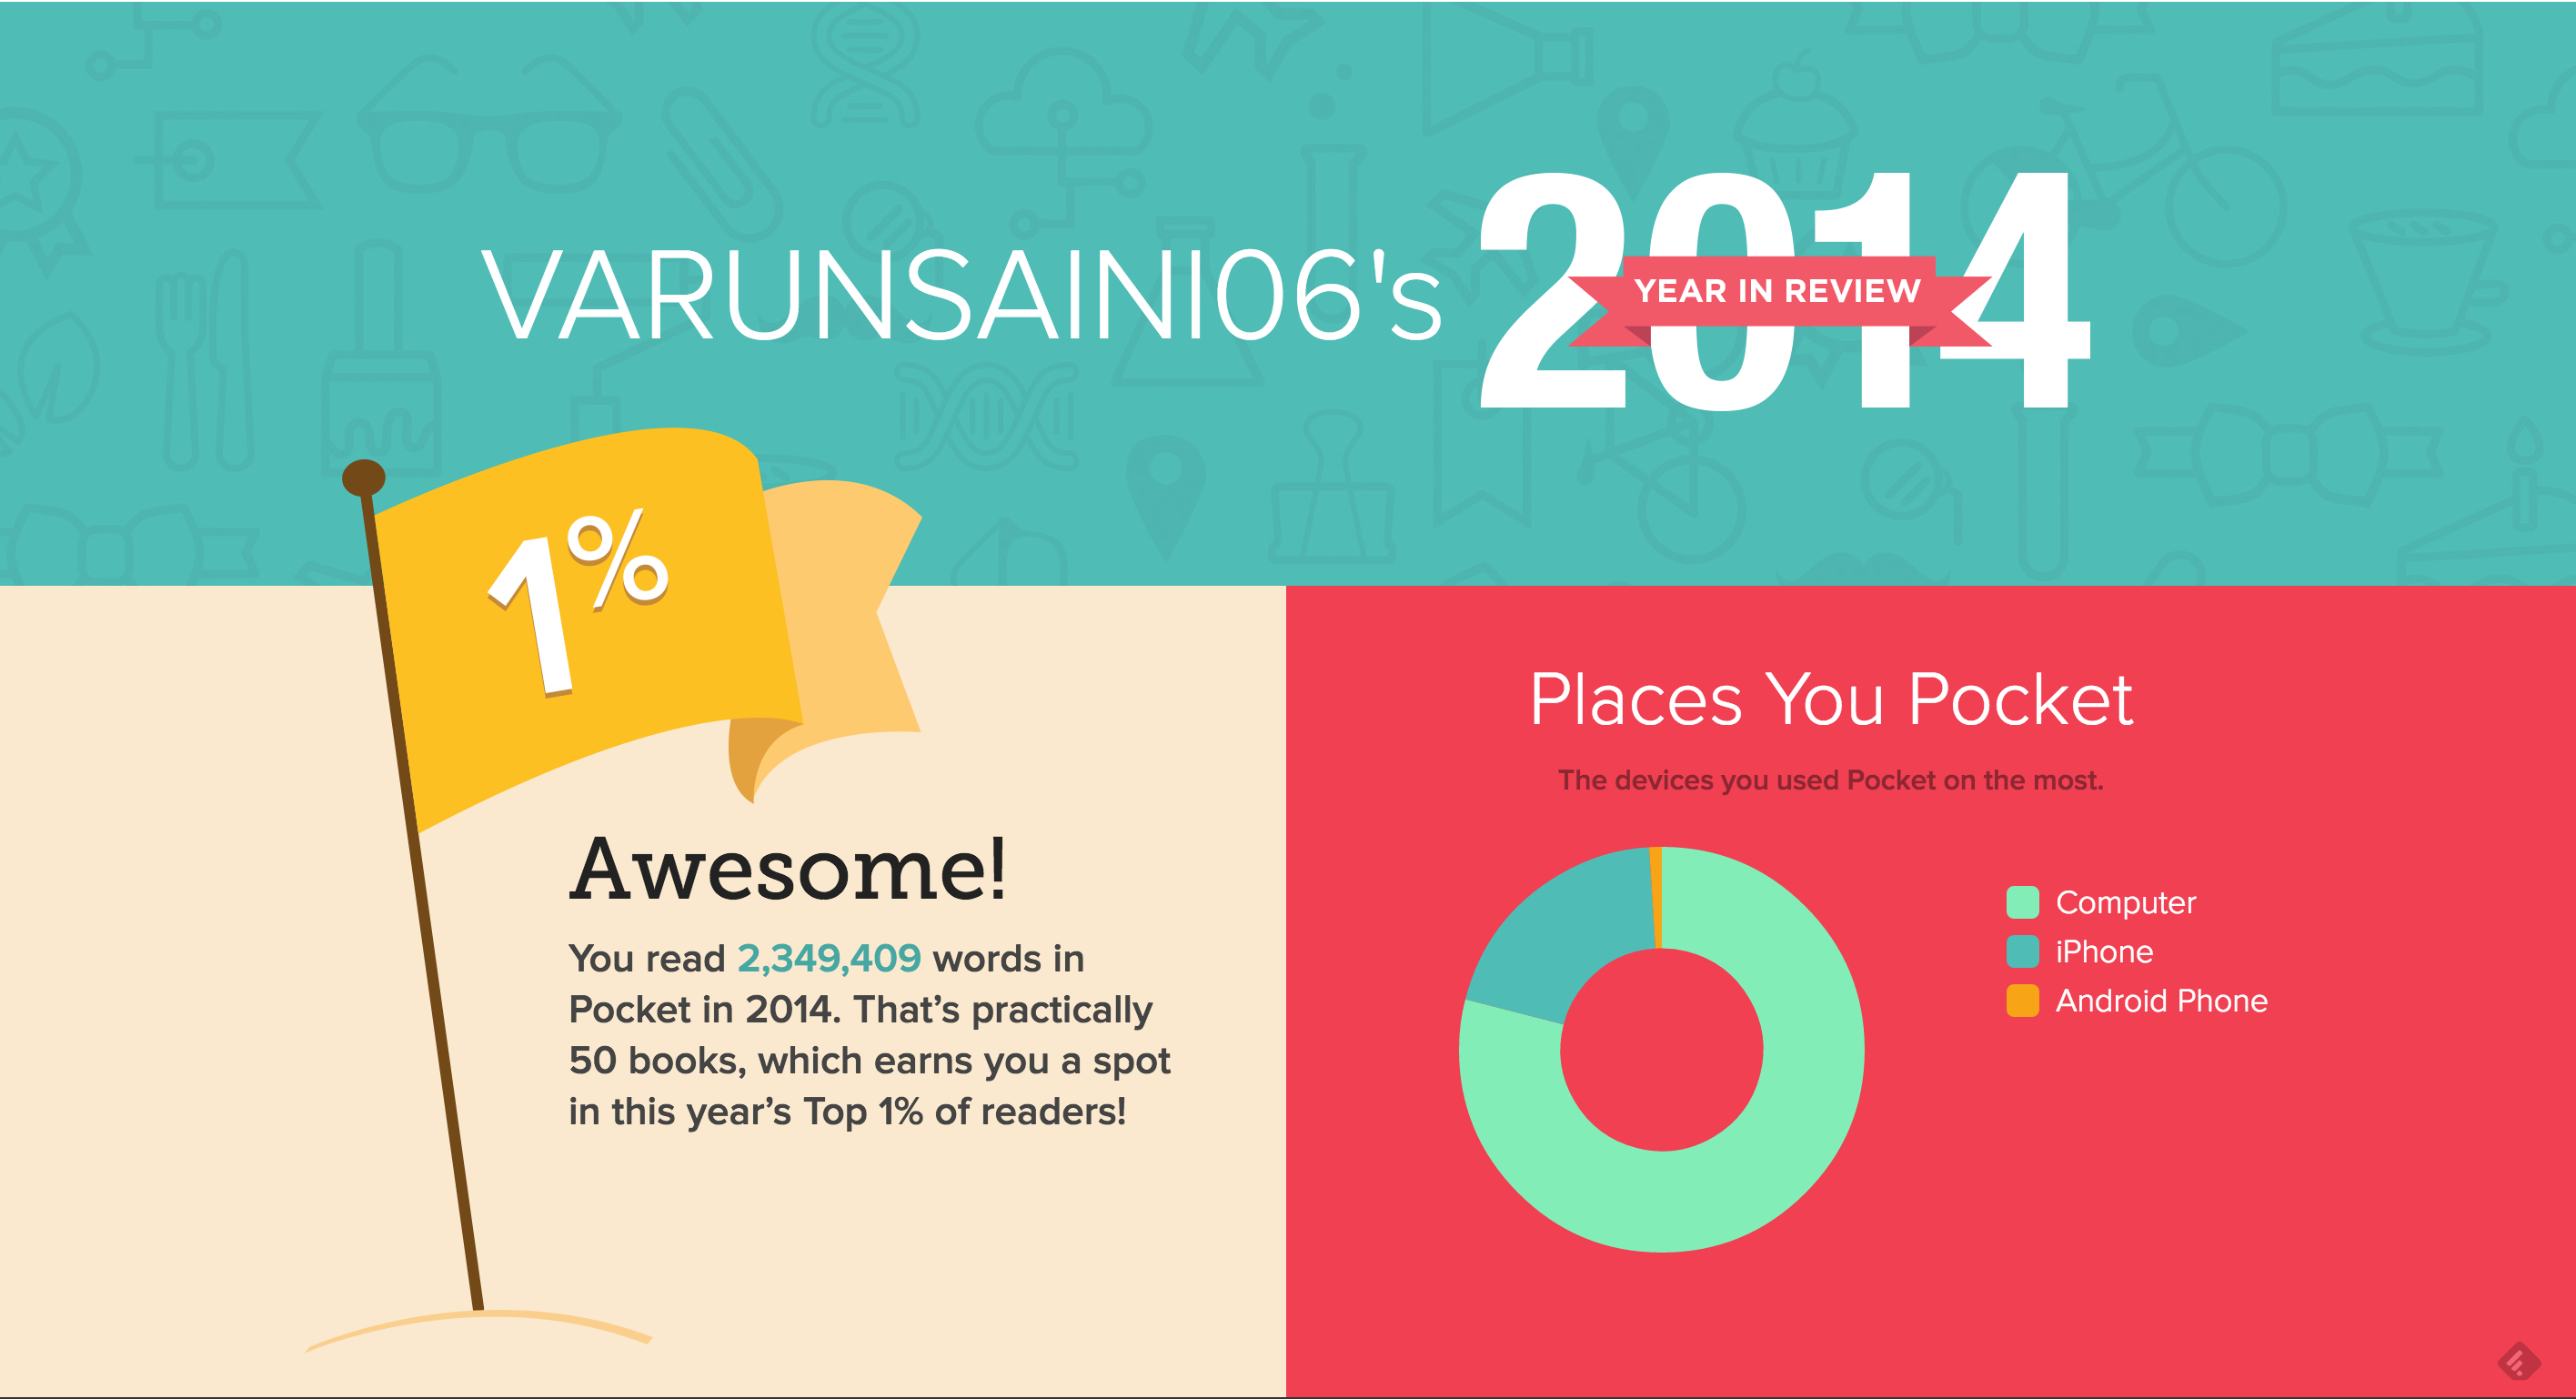 VARUNSAINI06's 2014
YEAR IN REVIEW
1%
Awesome!
You read 2,349,409 words in
Pocket in 2014. That’s practically
50 books, which earns you a spot
in this year’s Top 1% of readers!
Places You Pocket
The devices you used Pocket on the most.
Computer
iPhone
Android Phone